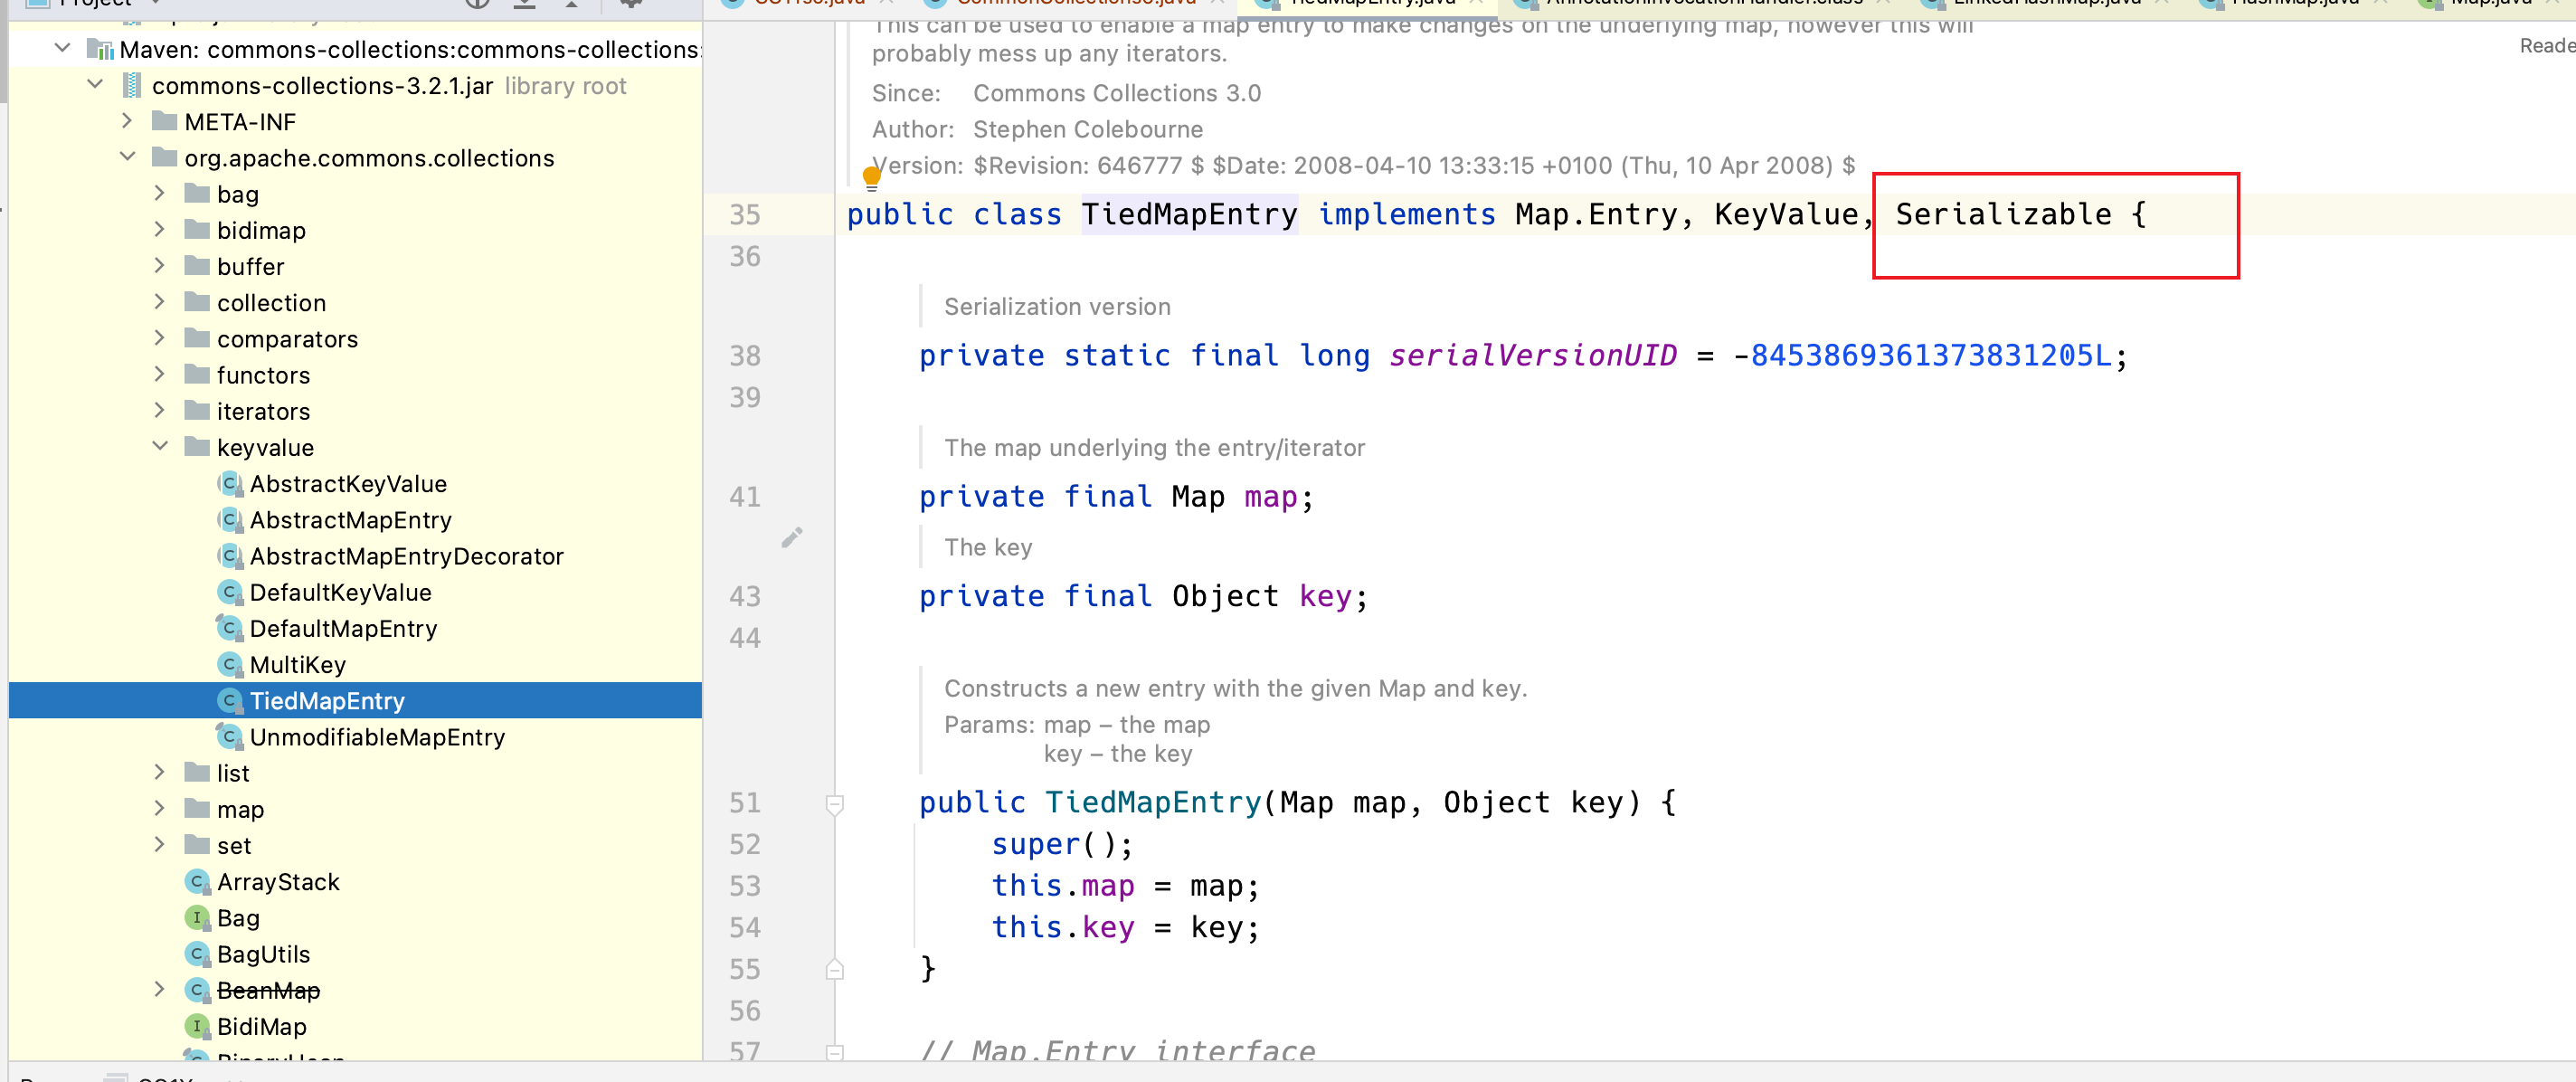 Project
CommonCollections6.java
TiedMapEntry.java
AnnotationInvocationHandler.class
LinkedHashMap.java
HashMap.java
Map.java
Maven: commons-collections:commons-collections:
commons-collections-3.2.1.jar library root
META-INF
org.apache.commons.collections
bag
bidimap
buffer
collection
comparators
functors
iterators
keyvalue
AbstractKeyValue
AbstractMapEntry
AbstractMapEntryDecorator
DefaultKeyValue
DefaultMapEntry
MultiKey
TiedMapEntry
UnmodifiableMapEntry
list
map
set
ArrayStack
Bag
BagUtils
BeanMap
BidiMap
BinaryHeap
This can be used to enable a map entry to make changes on the underlying map, however this will
probably mess up any iterators.
Reade
Since: Commons Collections 3.0
Author: Stephen Colebourne
Version: $Revision: 646777 $ $Date: 2008-04-10 13:33:15 +0100 (Thu, 10 Apr 2008) $
35 public class TiedMapEntry implements Map.Entry, KeyValue, Serializable {
36
Serialization version
38 private static final long serialVersionUID = -8453869361373831205L;
39
The map underlying the entry/iterator
41 private final Map map;
The key
43 private final Object key;
44
Constructs a new entry with the given Map and key.
Params: map – the map
key – the key
51 public TiedMapEntry(Map map, Object key) {
52 super();
53 this.map = map;
54 this.key = key;
55 }
56
57 // Map.Entry interface